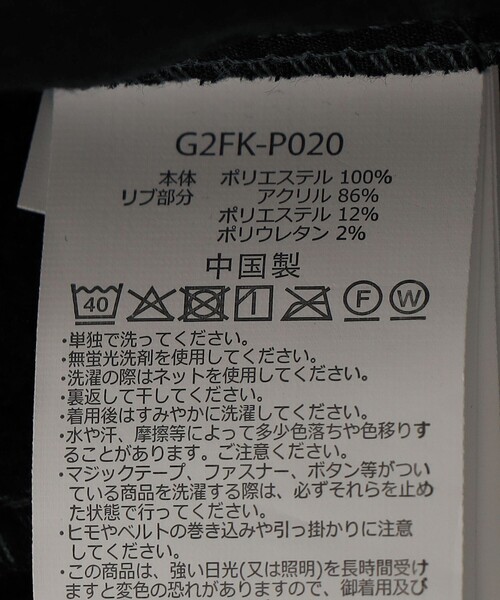 G2FK-P020
本体 ポリエステル 100%
リブ部分 アクリル 86%
ポリエステル 12%
ポリウレタン 2%
中国製
40 F W
・単独で洗ってください。
・無蛍光洗剤を使用してください。
・洗濯の際はネットを使用してください。
・裏返して干してください。
・着用後はすみやかに洗濯してください。
・水や汗、摩擦等によって多少色落ちや色移りす
ることがあります。ご注意ください。
・マジックテープ、ファスナー、ボタン等がつい
ている商品を洗濯する際は、必ずそれらを止め
た状態で行ってください。
・ヒモやベルトの巻き込みや引っ掛かりに注意
してください。
・この商品は、強い日光(又は照明)を長時間受け
ますと変色の恐れがありますので、御着用及び